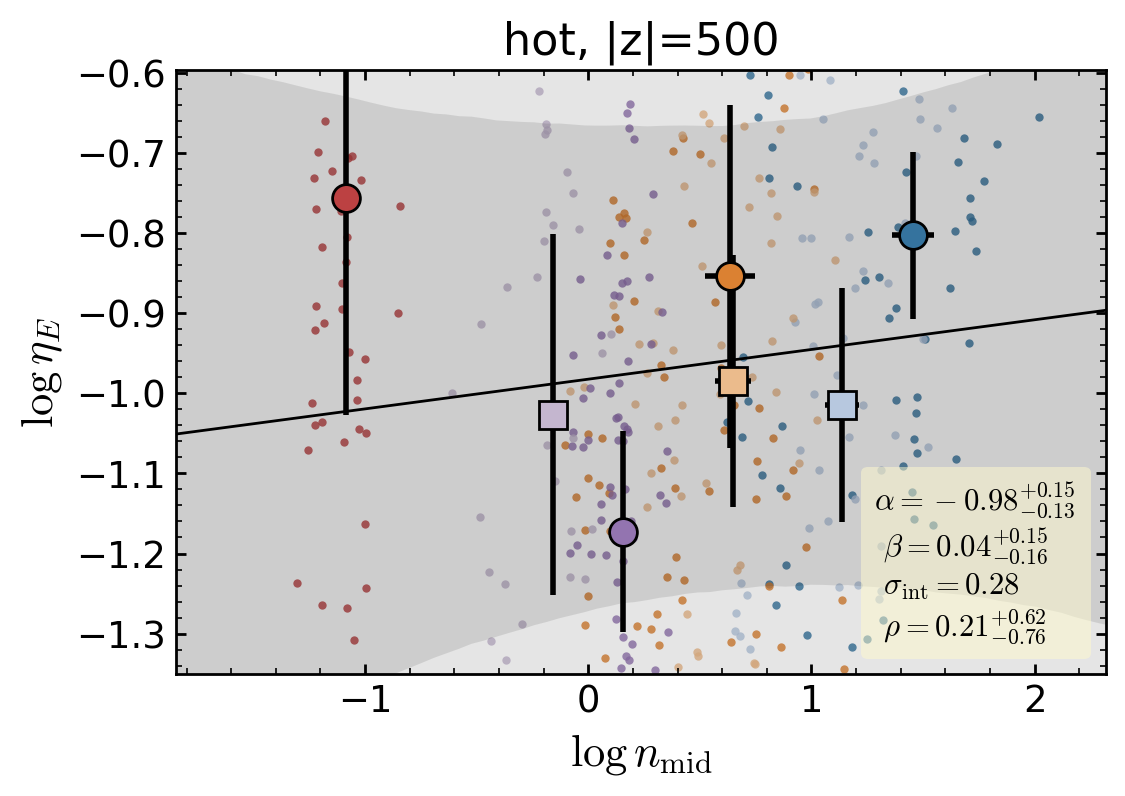 hot, |z|=500
−0.6
−0.7
−0.8
−0.9
−1.0
−1.1
−1.2
−1.3
log η_E
α = −0.98^{+0.15}_{−0.13}
β = 0.04^{+0.15}_{−0.16}
σ_int = 0.28
ρ = 0.21^{+0.62}_{−0.76}
−1 0 1 2
log n_mid